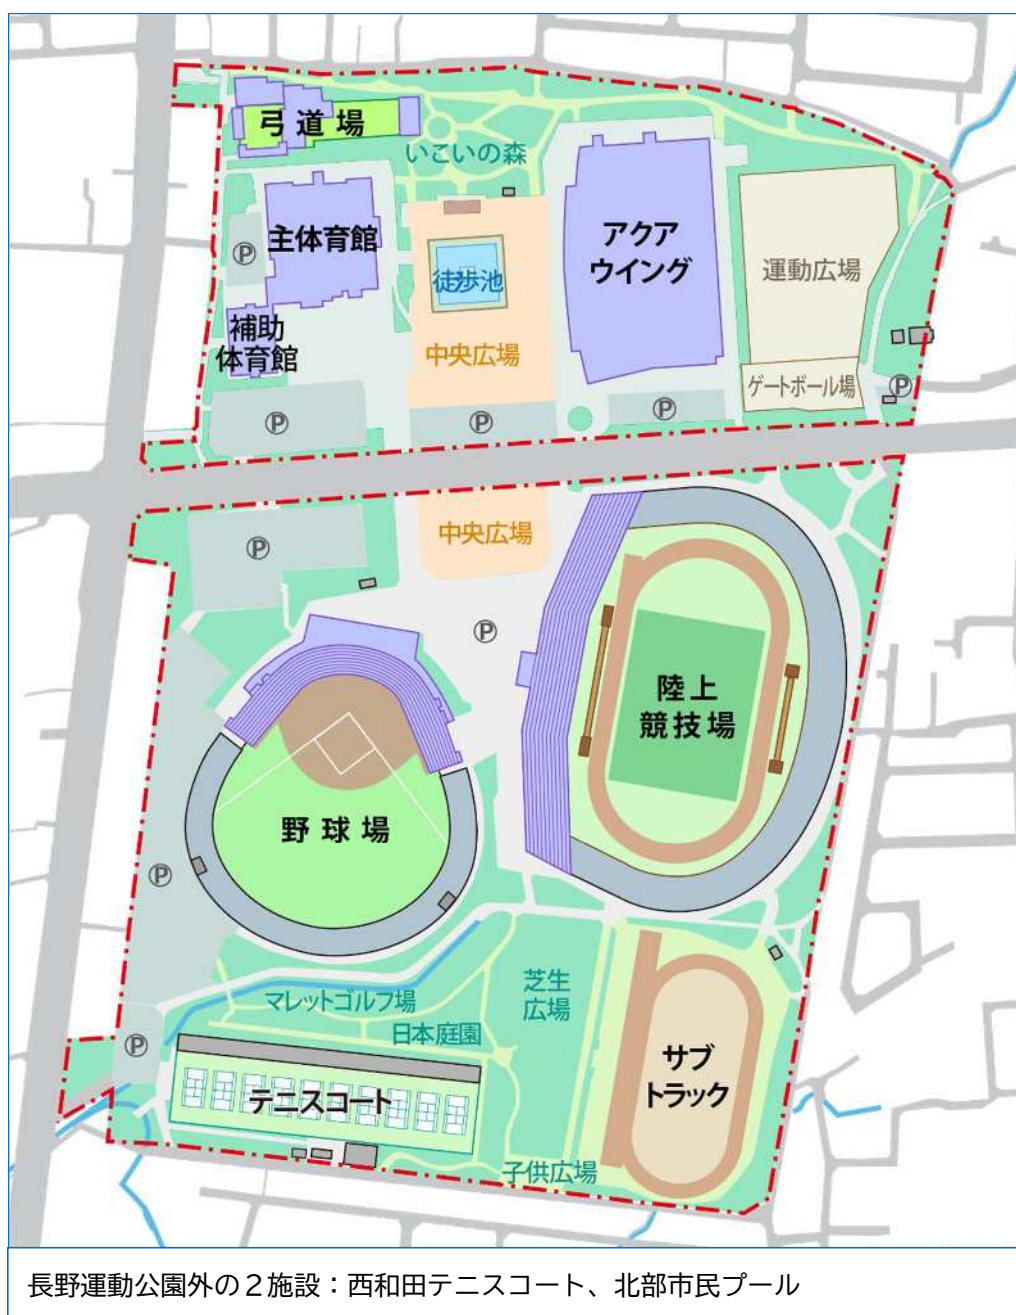 弓道場
いこいの森
主体育館
アクア
ウイング
Ⓟ
徒歩池
運動広場
補助
体育館
中央広場
ゲートボール場
Ⓟ
Ⓟ
Ⓟ
Ⓟ
中央広場
Ⓟ
Ⓟ
陸上
競技場
野球場
Ⓟ
芝生
広場
マレットゴルフ場
日本庭園
Ⓟ
サブ
トラック
テニスコート
子供広場
長野運動公園外の2施設：西和田テニスコート、北部市民プール